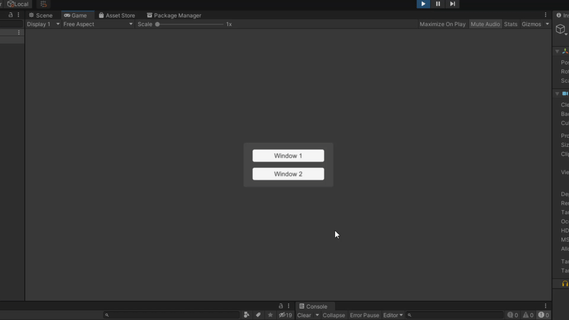 Local
Scene
Game
Asset Store
Package Manager
Display 1
Free Aspect
Scale
1x
Maximize On Play
Mute Audio
Stats
Gizmos
Window 1
Window 2
Console
Clear
Collapse
Error Pause
Editor
19
0
0
0